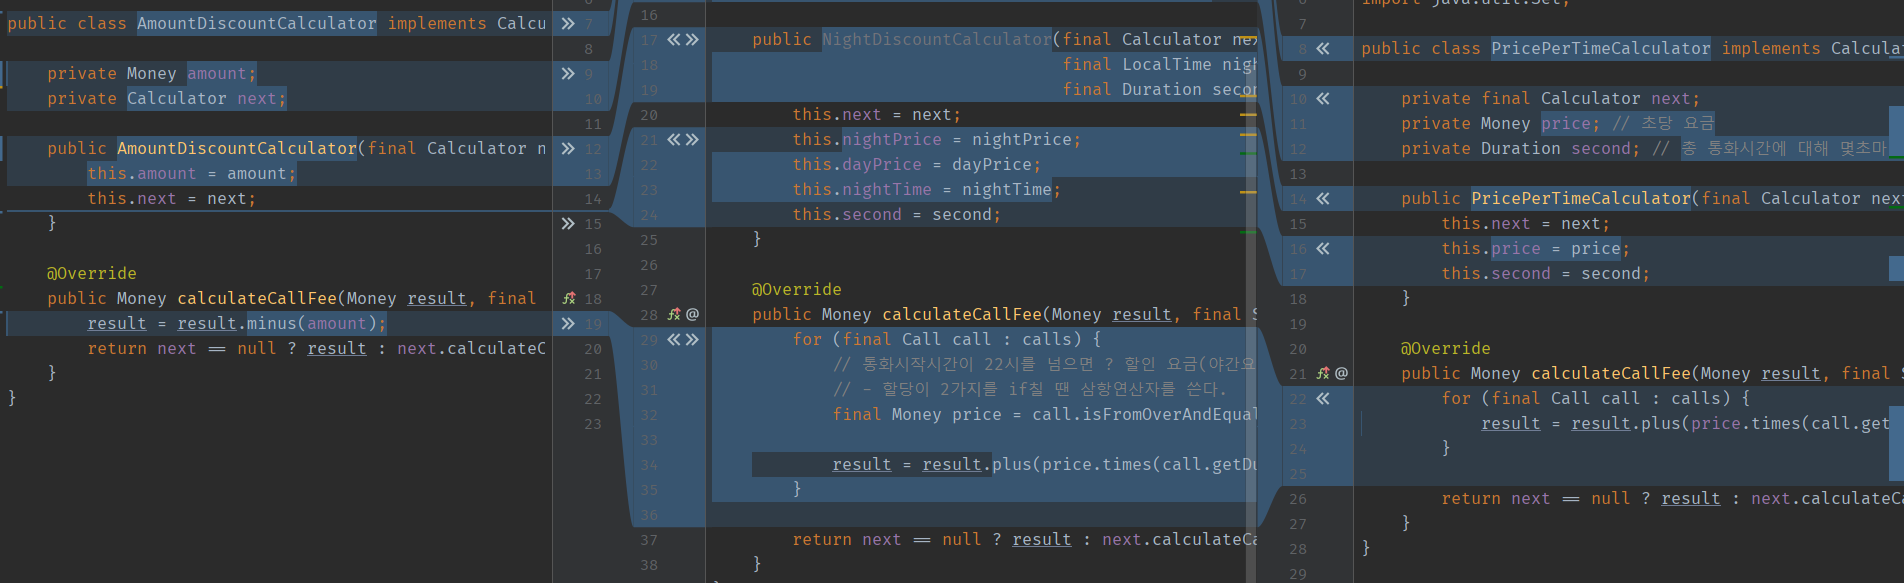 public class AmountDiscountCalculator implements Calcu
private Money amount;
private Calculator next;
public AmountDiscountCalculator(final Calculator n
this.amount = amount;
this.next = next;
}
@Override
public Money calculateCallFee(Money result, final
result = result.minus(amount);
return next == null ? result : next.calculateC
}
}
7
8
9
10
11
12
13
14
15
16
17
18
19
20
21
22
23
16
17
18
19
20
21
22
23
24
25
26
27
28
29
30
31
32
33
34
35
36
37
38
public NightDiscountCalculator(final Calculator nex
final LocalTime nigh
final Duration secon
this.next = next;
this.nightPrice = nightPrice;
this.dayPrice = dayPrice;
this.nightTime = nightTime;
this.second = second;
}
@Override
public Money calculateCallFee(Money result, final S
for (final Call call : calls) {
// 통화시작시간이 22시를 넘으면 ? 할인 요금(야간요
// - 할당이 2가지를 if칠 땐 삼항연산자를 쓴다.
final Money price = call.isFromOverAndEqual
result = result.plus(price.times(call.getDu
}
return next == null ? result : next.calculateCa
}
7
8
9
10
11
12
13
14
15
16
17
18
19
20
21
22
23
24
25
26
27
28
29
import java.util.Set;
public class PricePerTimeCalculator implements Calcula
private final Calculator next;
private Money price; // 초당 요금
private Duration second; // 총 통화시간에 대해 몇초마
public PricePerTimeCalculator(final Calculator nex
this.next = next;
this.price = price;
this.second = second;
}
@Override
public Money calculateCallFee(Money result, final S
for (final Call call : calls) {
result = result.plus(price.times(call.get
}
return next == null ? result : next.calculateCa
}
}